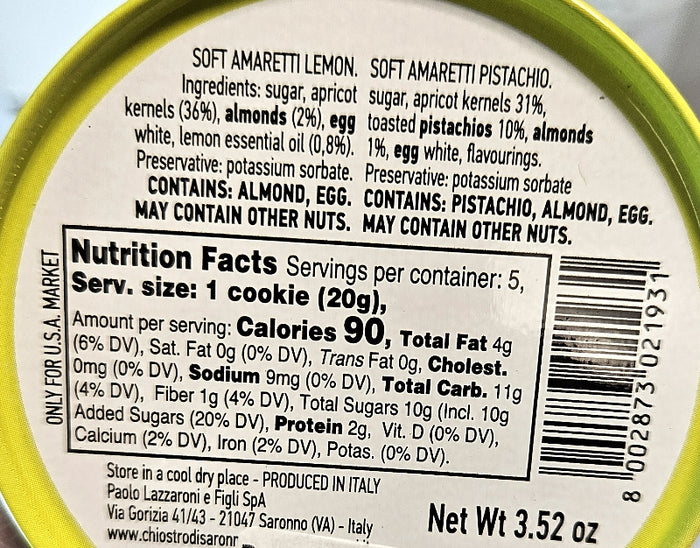 SOFT AMARETTI LEMON.
Ingredients: sugar, apricot
kernels (36%), almonds (2%), egg
white, lemon essential oil (0,8%).
Preservative: potassium sorbate.
CONTAINS: ALMOND, EGG.
MAY CONTAIN OTHER NUTS.
SOFT AMARETTI PISTACHIO.
sugar, apricot kernels 31%,
toasted pistachios 10%, almonds
1%, egg white, flavourings.
Preservative: potassium sorbate
CONTAINS: PISTACHIO, ALMOND, EGG.
MAY CONTAIN OTHER NUTS.
ONLY FOR U.S.A. MARKET
Nutrition Facts Servings per container: 5,
Serv. size: 1 cookie (20g),
Amount per serving: Calories 90, Total Fat 4g
(6% DV), Sat. Fat 0g (0% DV), Trans Fat 0g, Cholest.
0mg (0% DV), Sodium 9mg (0% DV), Total Carb. 11g
(4% DV), Fiber 1g (4% DV), Total Sugars 10g (Incl. 10g
Added Sugars (20% DV), Protein 2g, Vit. D (0% DV),
Calcium (2% DV), Iron (2% DV), Potas. (0% DV).
8 002873 021931
Store in a cool dry place - PRODUCED IN ITALY
Paolo Lazzaroni e Figli SpA
Via Gorizia 41/43 - 21047 Saronno (VA) - Italy
www.chiostrodisaronr
Net Wt 3.52 oz